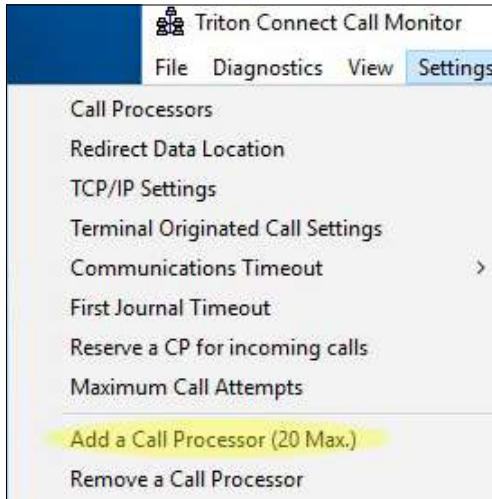 Triton Connect Call Monitor
File Diagnostics View Settings
Call Processors
Redirect Data Location
TCP/IP Settings
Terminal Originated Call Settings
Communications Timeout >
First Journal Timeout
Reserve a CP for incoming calls
Maximum Call Attempts
Add a Call Processor (20 Max.)
Remove a Call Processor